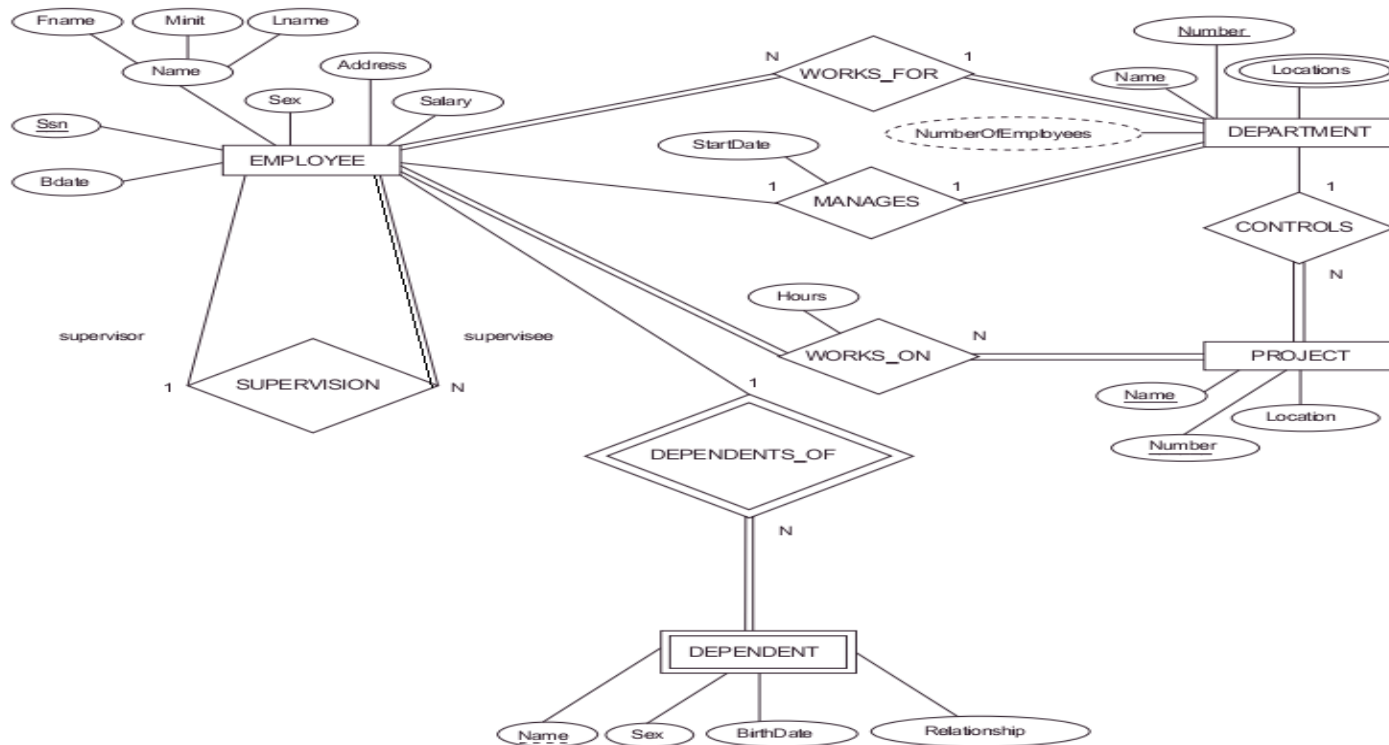 Fname
Minit
Lname
Name
Address
Sex
Salary
Ssn
Bdate
EMPLOYEE
N
WORKS_FOR
1
Number
Name
Locations
NumberOfEmployees
DEPARTMENT
StartDate
1
MANAGES
1
1
CONTROLS
N
supervisor
supervisee
1
SUPERVISION
N
Hours
WORKS_ON
N
PROJECT
Name
Number
Location
1
DEPENDENTS_OF
N
DEPENDENT
Name
Sex
BirthDate
Relationship